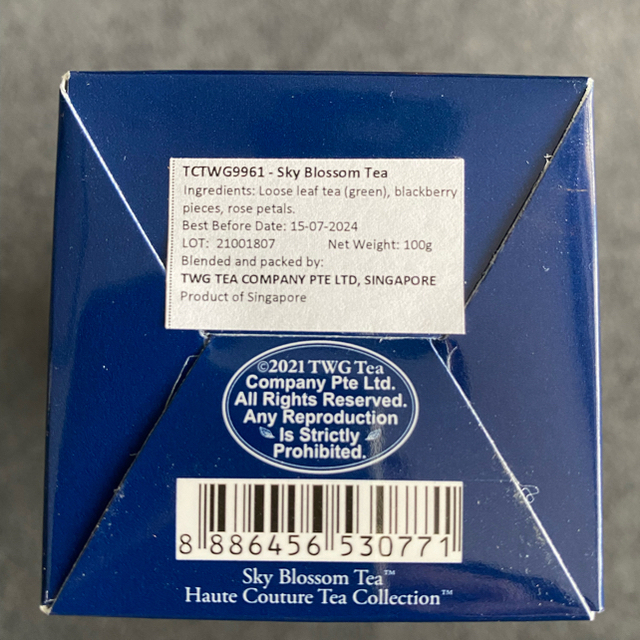 TCTWG9961 - Sky Blossom Tea
Ingredients: Loose leaf tea (green), blackberry
pieces, rose petals.
Best Before Date: 15-07-2024
LOT: 21001807 Net Weight: 100g
Blended and packed by:
TWG TEA COMPANY PTE LTD, SINGAPORE
Product of Singapore
©2021 TWG Tea
Company Pte Ltd.
All Rights Reserved.
Any Reproduction
Is Strictly
Prohibited.
8 886456 530771
Sky Blossom Tea™
Haute Couture Tea Collection™